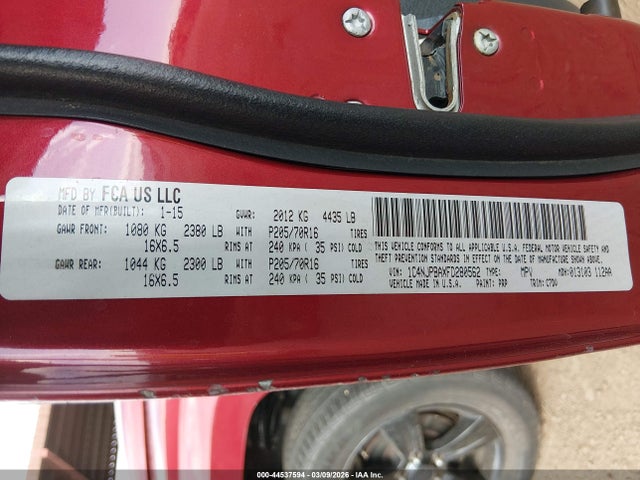 MFD BY FCA US LLC
DATE OF MFR(BUILT): 1-15 GVWR: 2012 KG 4435 LB
GAWR FRONT: 1080 KG 2380 LB WITH P205/70R16 TIRES
16X6.5 RIMS AT 240 KPA ( 35 PSI) COLD
GAWR REAR: 1044 KG 2300 LB WITH P205/70R16 TIRES
16X6.5 RIMS AT 240 KPA ( 35 PSI) COLD
THIS VEHICLE CONFORMS TO ALL APPLICABLE U.S.A. FEDERAL MOTOR VEHICLE SAFETY AND
THEFT PREVENTION STANDARDS IN EFFECT ON THE DATE OF MANUFACTURE SHOWN ABOVE.
VIN: 1C4NJPBAXFD280562 TYPE: MPV MDH: 013103 112AA
VEHICLE MADE IN U.S.A. PAINT: PRP TRIM: C7DV
000-44537594 - 03/09/2026 - IAA Inc.